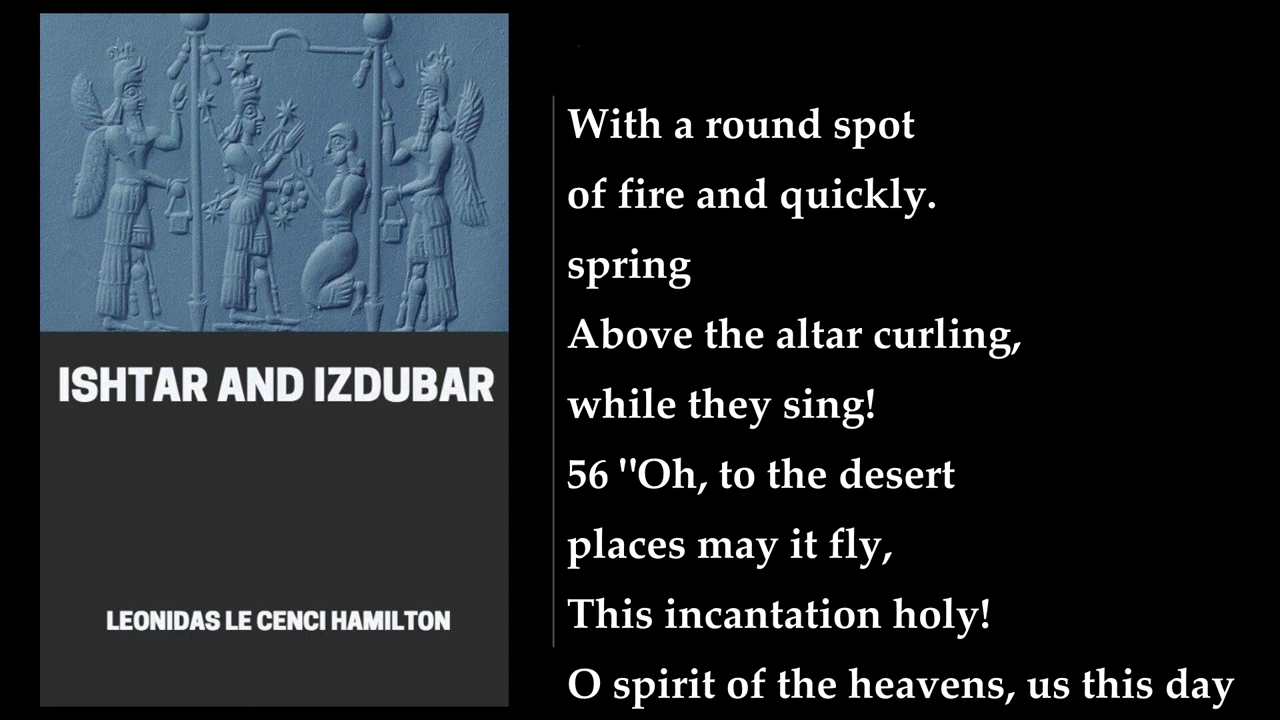 ISHTAR AND IZDUBAR
LEONIDAS LE CENCI HAMILTON
With a round spot
of fire and quickly.
spring
Above the altar curling,
while they sing!
56 "Oh, to the desert
places may it fly,
This incantation holy!
O spirit of the heavens, us this day